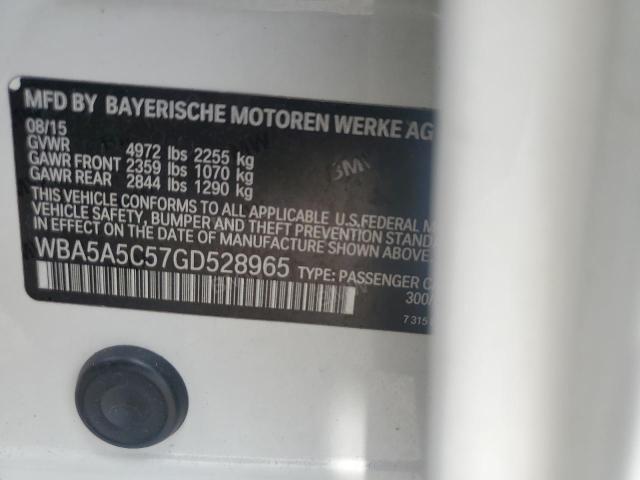 MFD BY BAYERISCHE MOTOREN WERKE AG
08/15
GVWR 4972 lbs 2255 kg
GAWR FRONT 2359 lbs 1070 kg
GAWR REAR 2844 lbs 1290 kg
THIS VEHICLE CONFORMS TO ALL APPLICABLE U.S.FEDERAL
VEHICLE SAFETY, BUMPER AND THEFT PREVENTION
IN EFFECT ON THE DATE OF MANUFACTURE SHOWN ABOVE.
WBA5A5C57GD528965 TYPE: PASSENGER
300/
7315